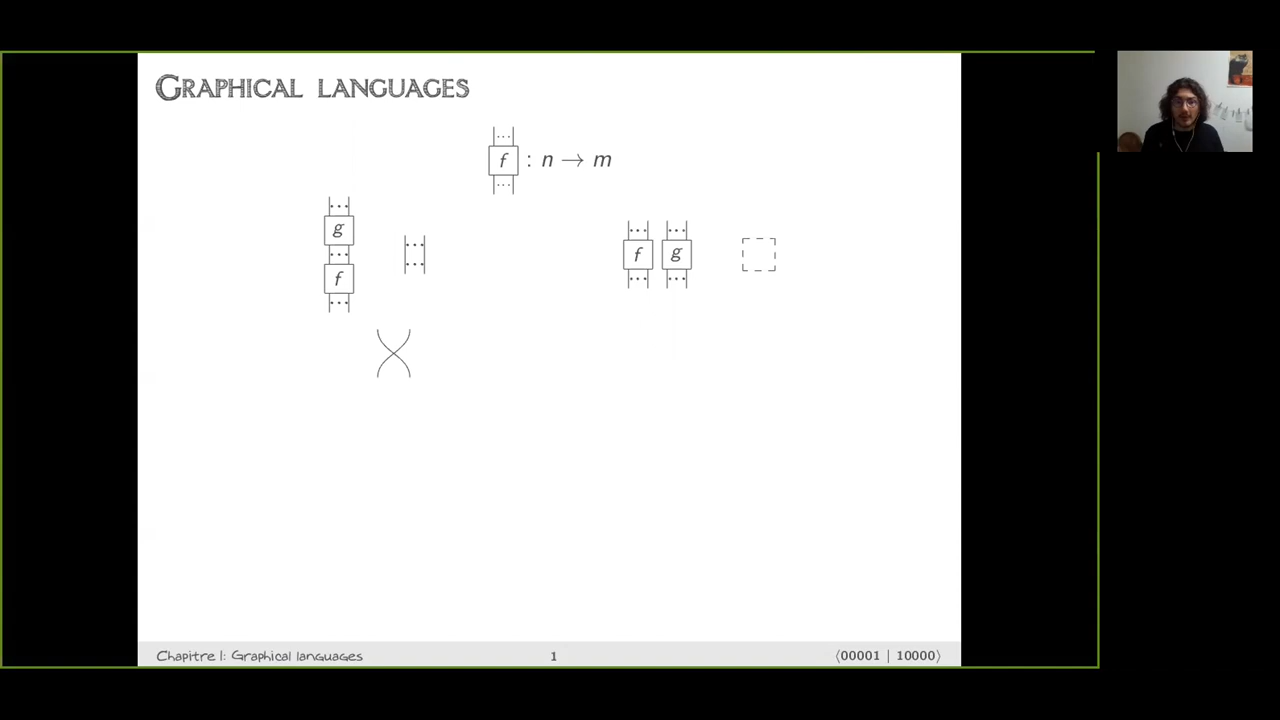 GRAPHICAL LANGUAGES
...
f : n → m
...
...
g
...
f
...
...
...
... ...
f g
... ...
Chapitre I: Graphical languages 1 ⟨00001 | 10000⟩